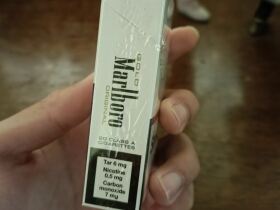 GOLD
Marlboro
ORIGINAL
20 CLASS A
CIGARETTES
Tar 6 mg
Nicotine
0.5 mg
Carbon
monoxide
7 mg